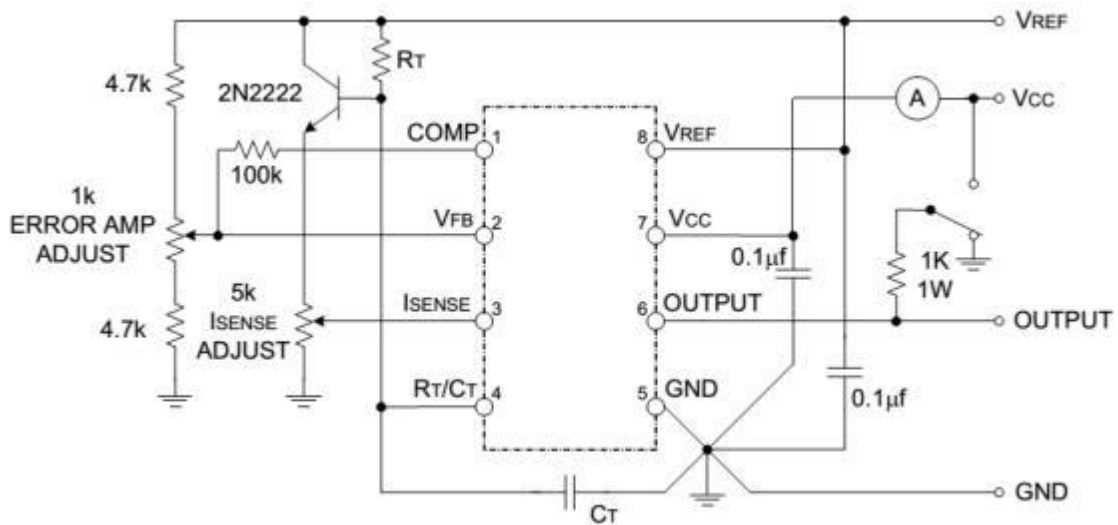 VREF
4.7k
RT
2N2222
A
VCC
COMP
1
8
VREF
100k
1k
ERROR AMP
ADJUST
VFB
2
7
VCC
0.1µf
1K
1W
5k
ISENSE
ADJUST
4.7k
ISENSE
3
6
OUTPUT
OUTPUT
RT/CT
4
5
GND
0.1µf
CT
GND